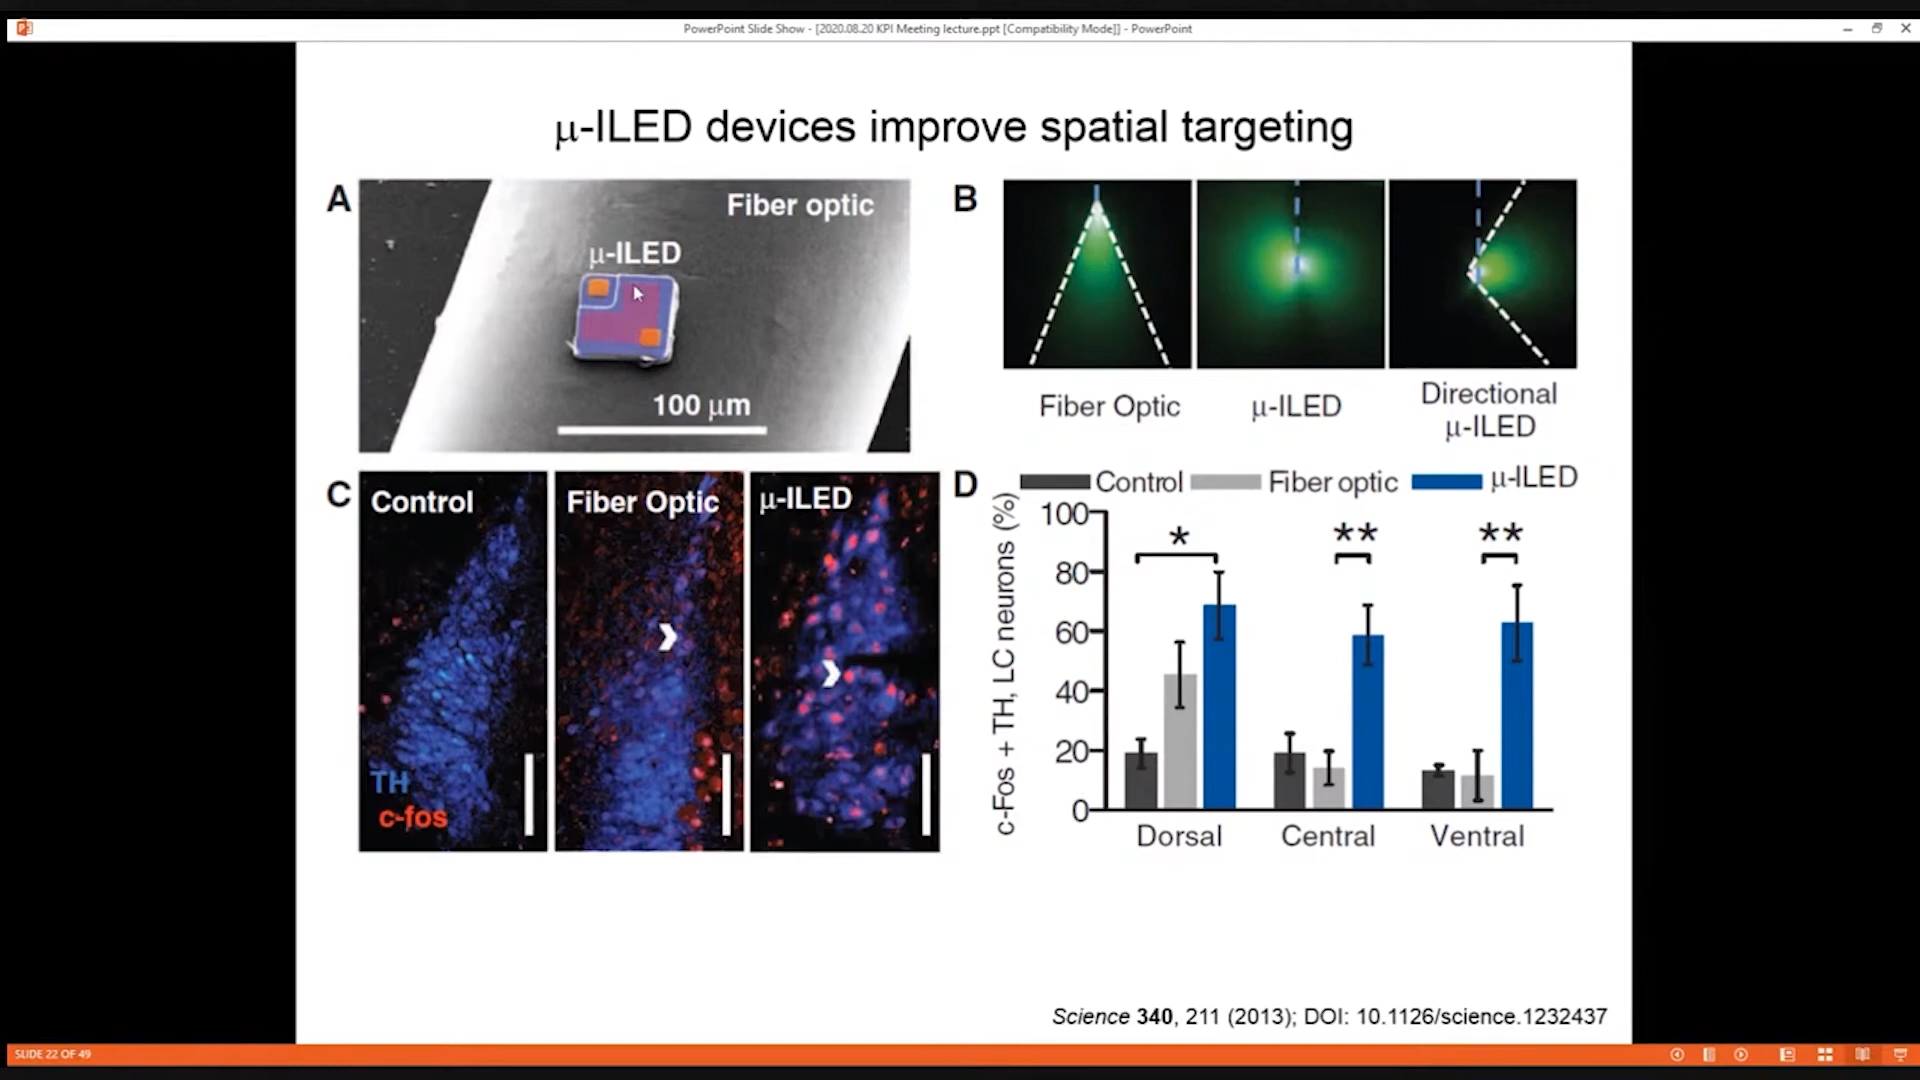 PowerPoint Slide Show - [2020.08.20 KPI Meeting lecture.ppt [Compatibility Mode]] - PowerPoint
μ-ILED devices improve spatial targeting
A
Fiber optic
μ-ILED
100 μm
B
Fiber Optic
μ-ILED
Directional
μ-ILED
C
Control
TH
c-fos
Fiber Optic
μ-ILED
D
Control
Fiber optic
μ-ILED
c-Fos + TH, LC neurons (%)
100
80
60
40
20
0
*
**
**
Dorsal
Central
Ventral
Science 340, 211 (2013); DOI: 10.1126/science.1232437
SLIDE 22 OF 49